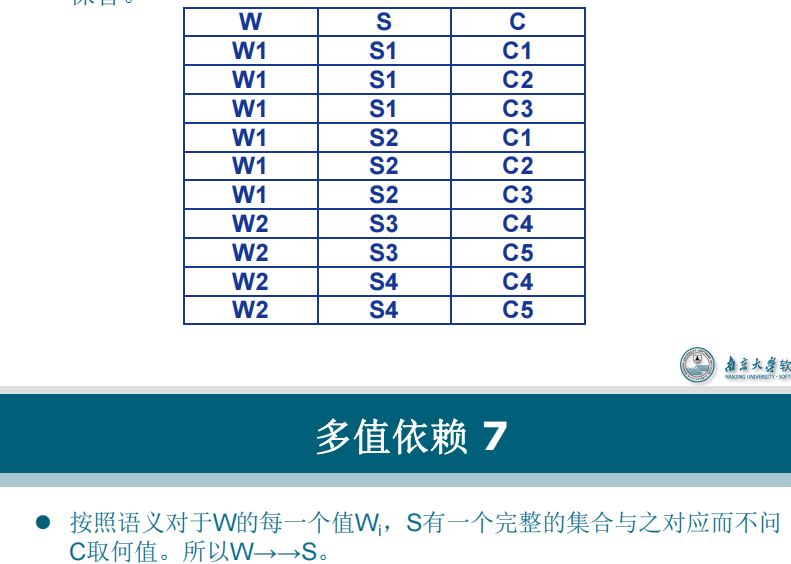 W S C
W1 S1 C1
W1 S1 C2
W1 S1 C3
W1 S2 C1
W1 S2 C2
W1 S2 C3
W2 S3 C4
W2 S3 C5
W2 S4 C4
W2 S4 C5
南京大学软
NANJING UNIVERSITY · SOFT
多值依赖 7
● 按照语义对于W的每一个值Wi，S有一个完整的集合与之对应而不问
C取何值。所以W→→S。